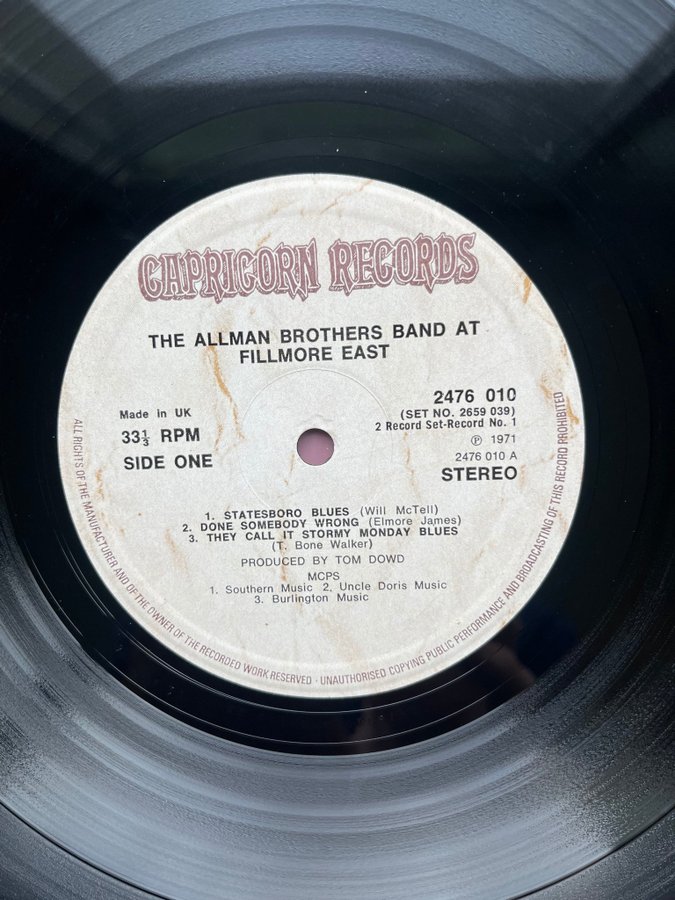 CAPRICORN RECORDS
THE ALLMAN BROTHERS BAND AT
FILLMORE EAST
Made in UK
33⅓ RPM
SIDE ONE
2476 010
(SET NO. 2659 039)
2 Record Set-Record No. 1
℗ 1971
2476 010 A
STEREO
1. STATESBORO BLUES (Will McTell)
2. DONE SOMEBODY WRONG (Elmore James)
3. THEY CALL IT STORMY MONDAY BLUES
(T. Bone Walker)
PRODUCED BY TOM DOWD
MCPS
1. Southern Music 2. Uncle Doris Music
3. Burlington Music
ALL RIGHTS OF THE MANUFACTURER AND OF THE OWNER OF THE RECORDED WORK RESERVED · UNAUTHORISED COPYING PUBLIC PERFORMANCE AND BROADCASTING OF THIS RECORD PROHIBITED